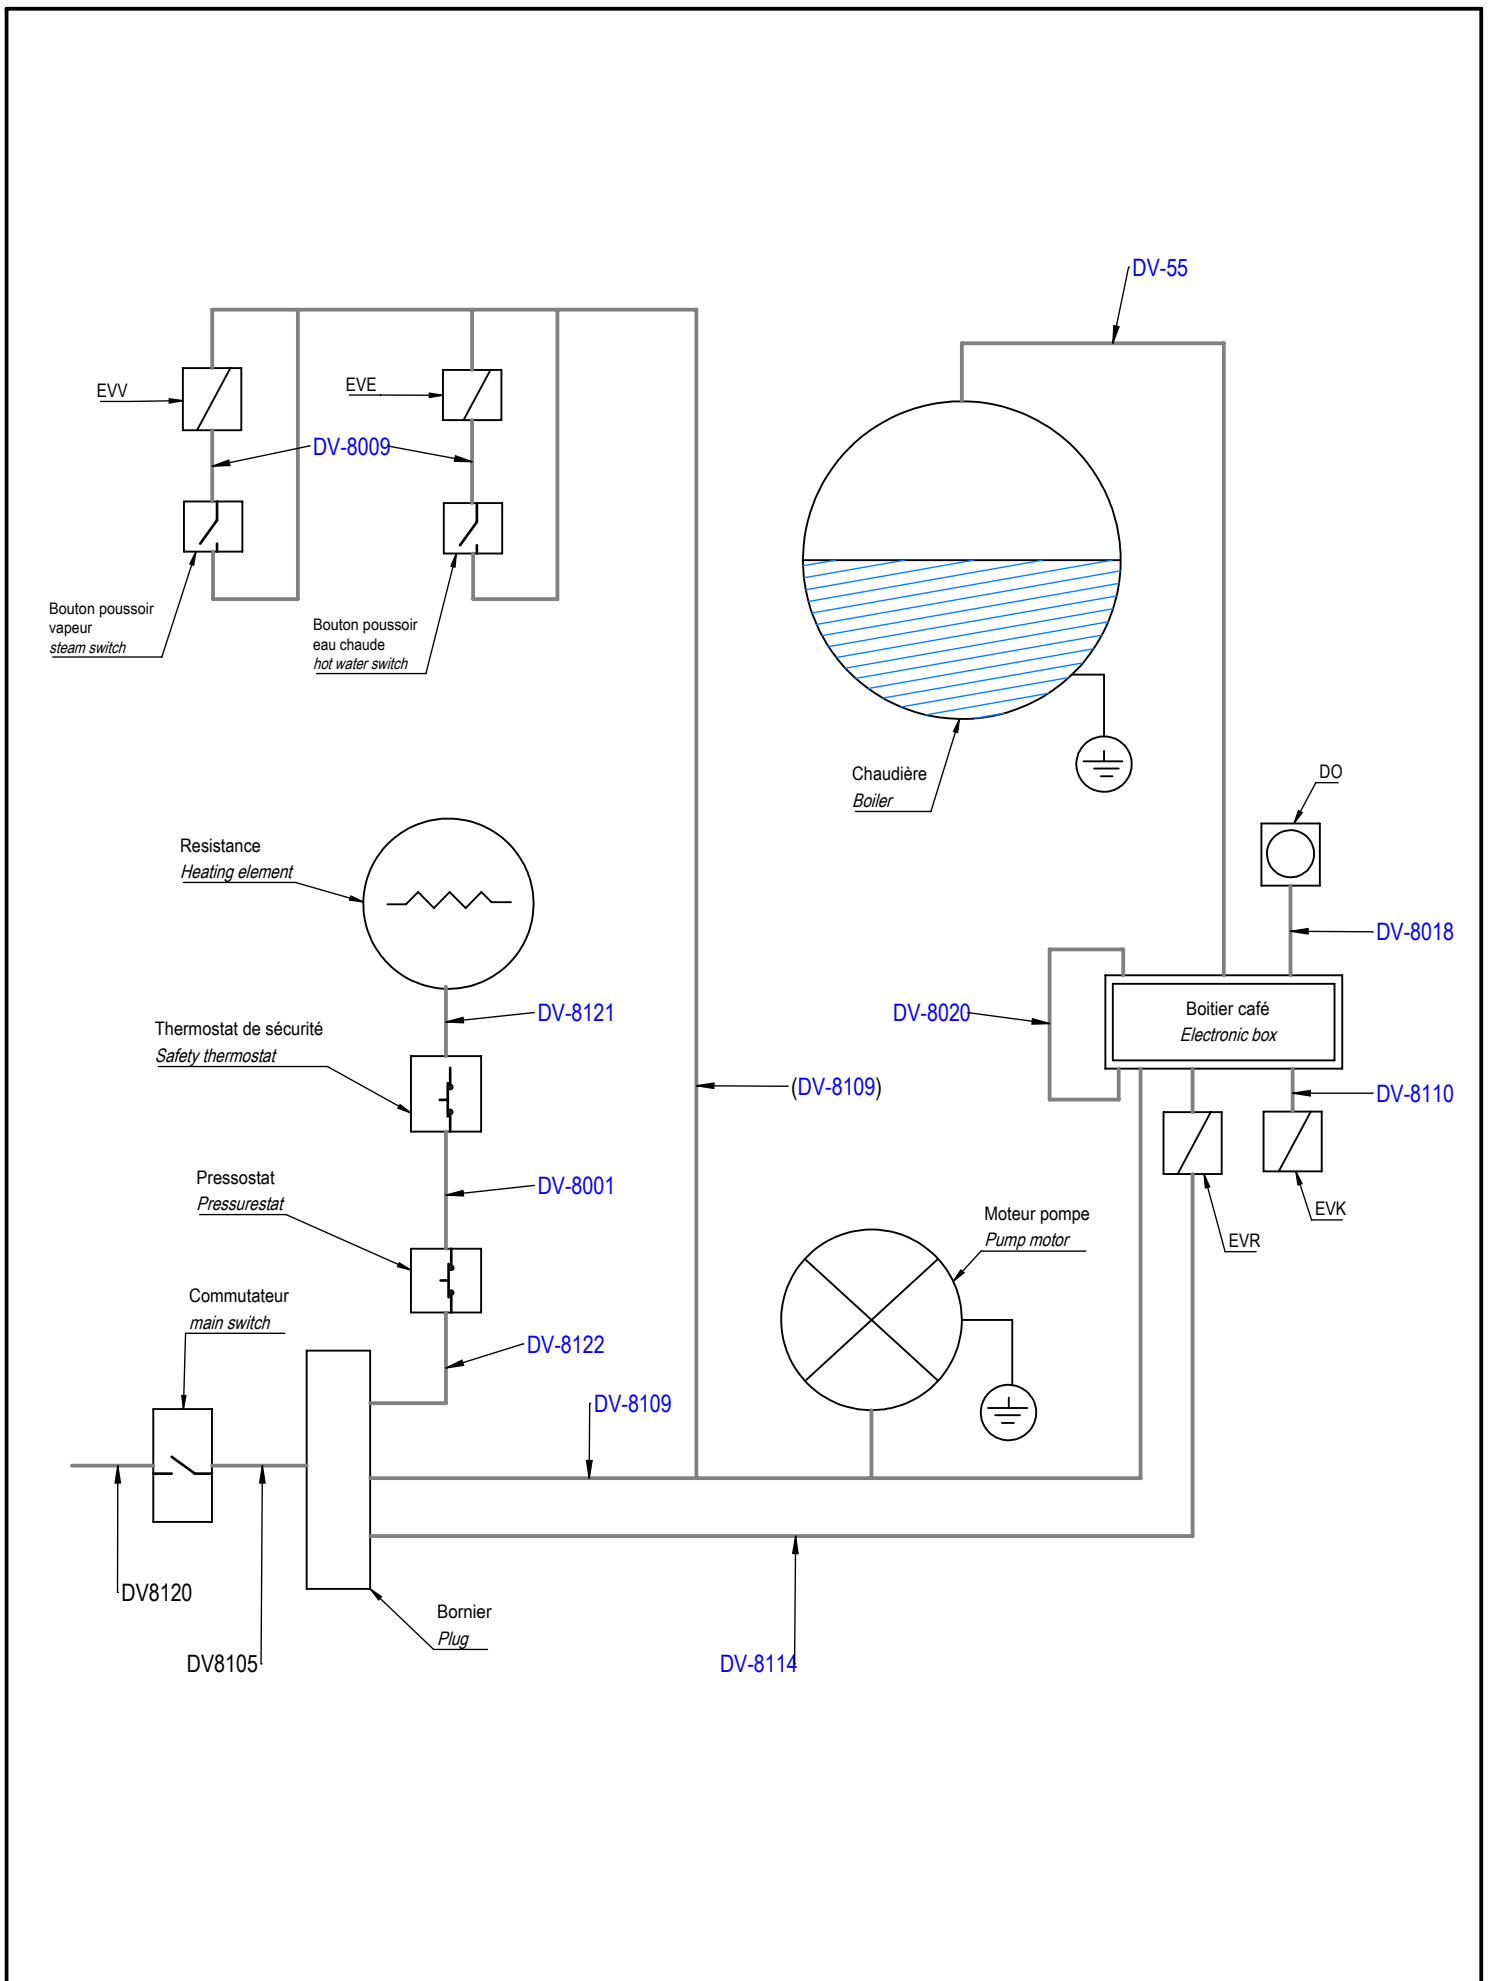 DV-55
EVV
EVE
DV-8009
Bouton poussoir
vapeur
steam switch
Bouton poussoir
eau chaude
hot water switch
Chaudière
Boiler
DO
Resistance
Heating element
DV-8018
DV-8121
DV-8020
Boitier café
Electronic box
Thermostat de sécurité
Safety thermostat
(DV-8109)
DV-8110
Pressostat
Pressurestat
DV-8001
Moteur pompe
Pump motor
EVK
EVR
Commutateur
main switch
DV-8122
DV-8109
DV8120
Bornier
Plug
DV8105
DV-8114